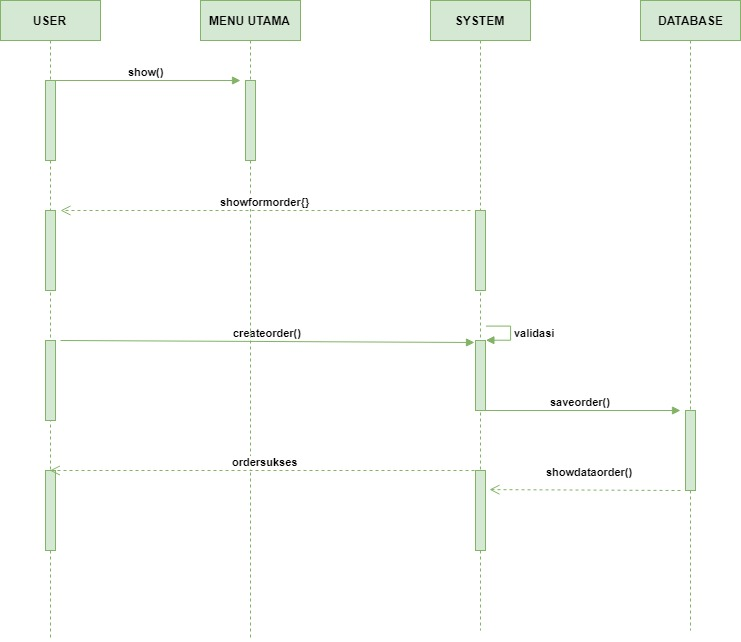 USER
MENU UTAMA
SYSTEM
DATABASE
show()
showformorder{}
createorder()
validasi
saveorder()
ordersukses
showdataorder()